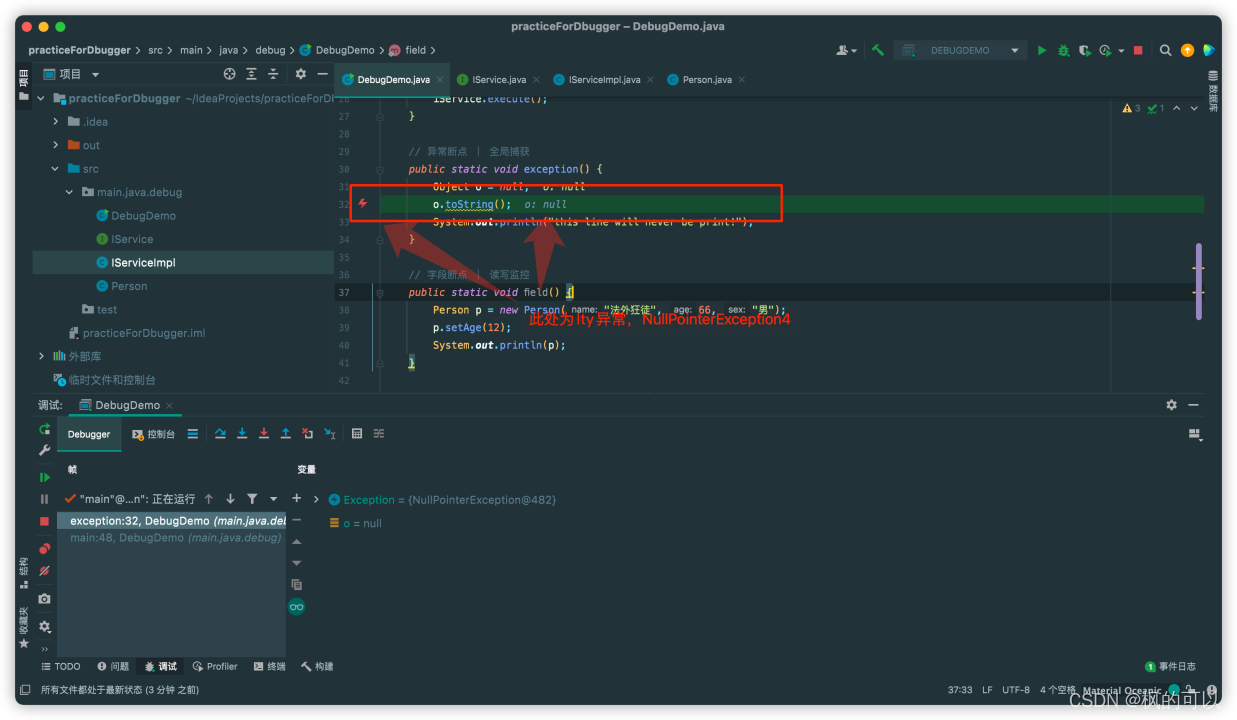 practiceForDbugger – DebugDemo.java
practiceForDbugger › src › main › java › debug › DebugDemo › field ›
DEBUGDEMO
项目
项目
DebugDemo.java
IService.java
IServiceImpl.java
Person.java
practiceForDbugger ~/IdeaProjects/practiceForDl
.idea
out
src
main.java.debug
DebugDemo
IService
IServiceImpl
Person
test
practiceForDbugger.iml
外部库
临时文件和控制台
数据库
3 1
26 iService.execute();
27 }
28
29 // 异常断点 | 全局捕获
30 public static void exception() {
31 Object o = null; o: null
32 o.toString(); o: null
33 System.out.println("this line will never be print!");
34 }
35
36 // 字段断点 | 读写监控
37 public static void field() {
38 Person p = new Person( name: "法外狂徒", age: 66, sex: "男");
此处为Ity异常，NullPointerException4
39 p.setAge(12);
40 System.out.println(p);
41 }
42
调试: DebugDemo
Debugger 控制台
帧
变量
"main"@...n": 正在运行
exception:32, DebugDemo (main.java.del
main:48, DebugDemo (main.java.debug)
Exception = {NullPointerException@482}
o = null
结构
收藏夹
TODO 问题 调试 Profiler 终端 构建
1 事件日志
所有文件都处于最新状态 (3 分钟 之前)
37:33 LF UTF-8 4 个空格 Material Oceanic
CSDN @枫的可以